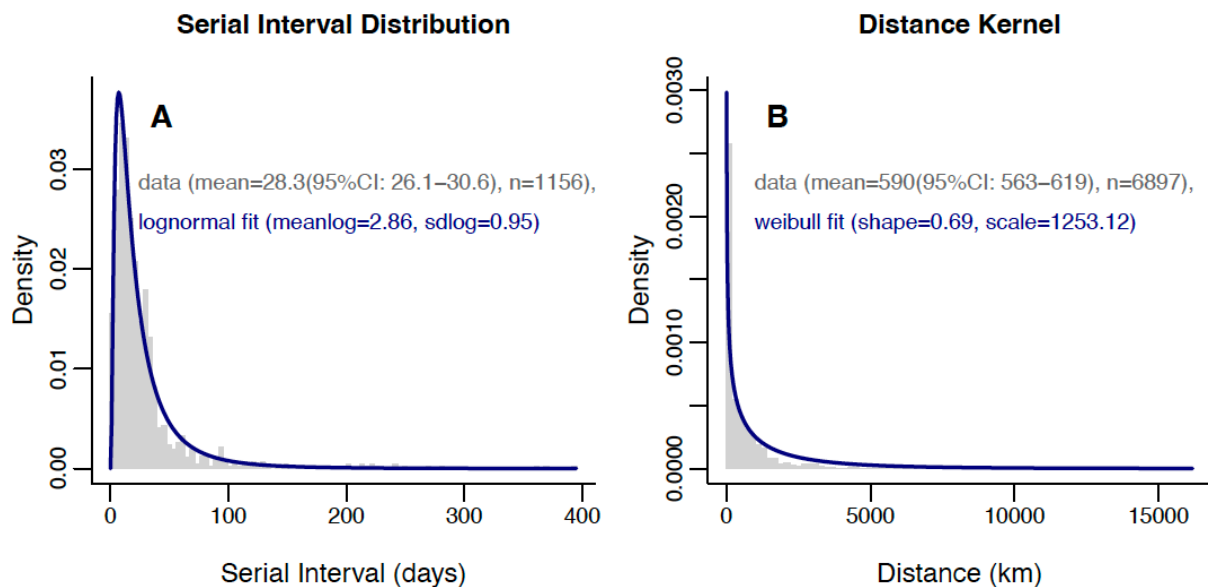 Serial Interval Distribution
A
data (mean=28.3(95%CI: 26.1−30.6), n=1156),
lognormal fit (meanlog=2.86, sdlog=0.95)
Density
0.00
0.01
0.02
0.03
0
100
200
300
400
Serial Interval (days)
Distance Kernel
B
data (mean=590(95%CI: 563−619), n=6897),
weibull fit (shape=0.69, scale=1253.12)
Density
0.0000
0.0010
0.0020
0.0030
0
5000
10000
15000
Distance (km)